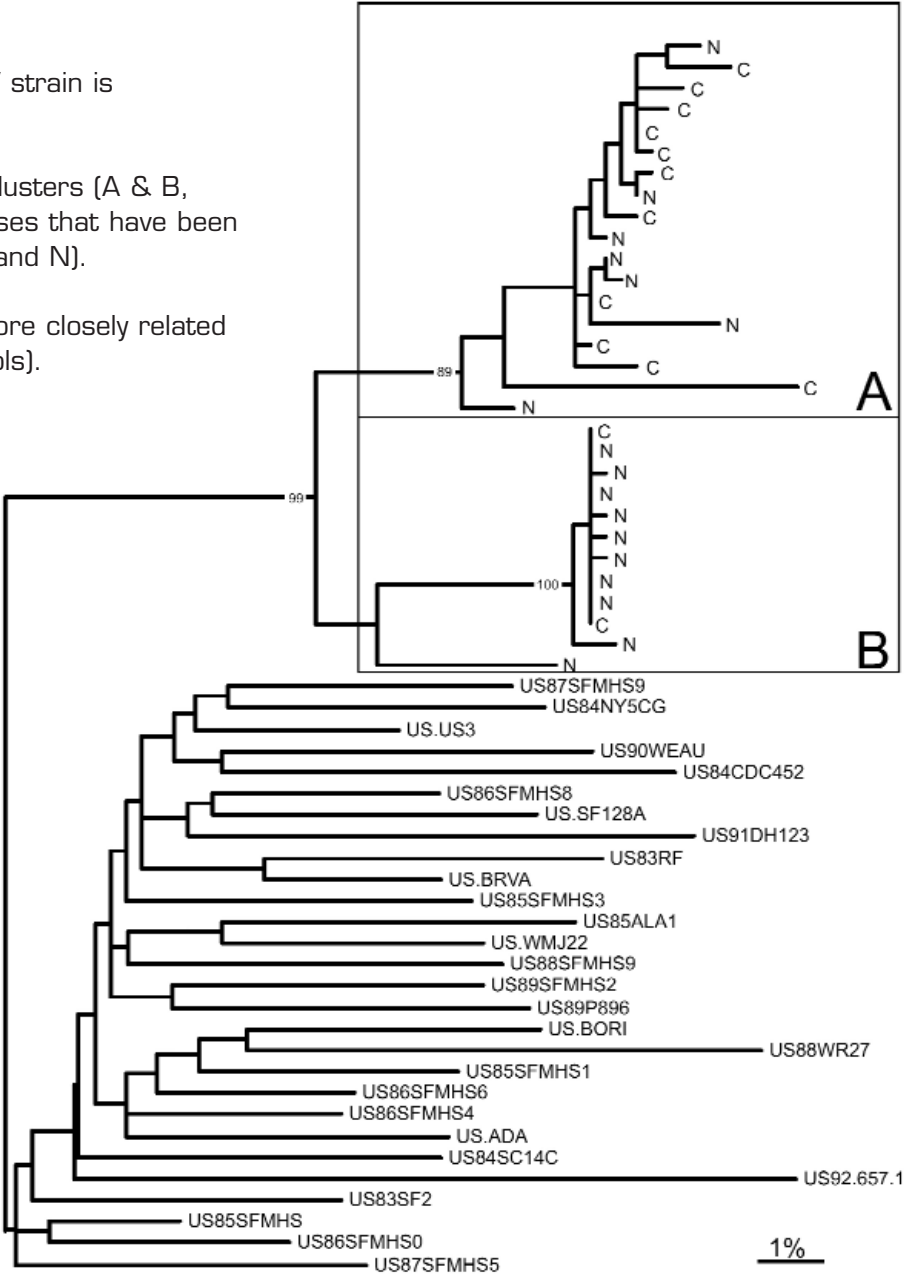 strain is
lusters (A & B,
ses that have been
and N).
ore closely related
ols).
N
C
C
C
C
C
C
N
C
N
N
N
C
N
C
C
C
N
A
89
99
C
N
N
N
N
N
N
N
N
C
N
N
100
B
US87SFMHS9
US84NY5CG
US.US3
US90WEAU
US84CDC452
US86SFMHS8
US.SF128A
US91DH123
US83RF
US.BRVA
US85SFMHS3
US85ALA1
US.WMJ22
US88SFMHS9
US89SFMHS2
US89P896
US.BORI
US88WR27
US85SFMHS1
US86SFMHS6
US86SFMHS4
US.ADA
US84SC14C
US92.657.1
US83SF2
US85SFMHS
US86SFMHS0
US87SFMHS5
1%